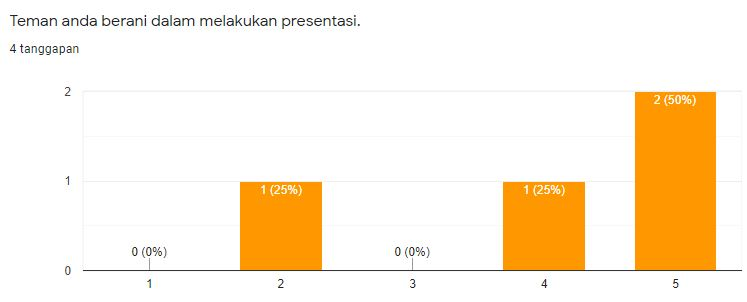 Teman anda berani dalam melakukan presentasi.
4 tanggapan
2
1
0
0 (0%)
1 (25%)
0 (0%)
1 (25%)
2 (50%)
1 2 3 4 5